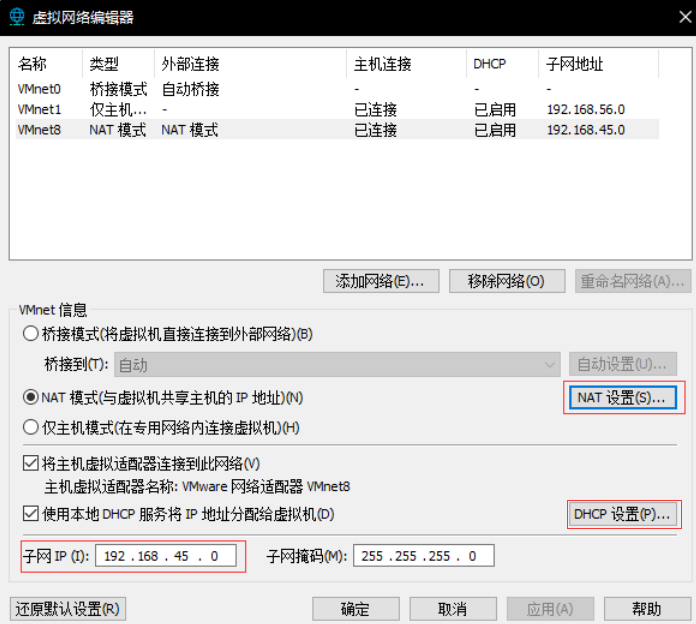 虚拟网络编辑器
名称 类型 外部连接 主机连接 DHCP 子网地址
VMnet0 桥接模式 自动桥接 - - -
VMnet1 仅主机... - 已连接 已启用 192.168.56.0
VMnet8 NAT 模式 NAT 模式 已连接 已启用 192.168.45.0
添加网络(E)... 移除网络(O) 重命名网络(A)...
VMnet 信息
桥接模式(将虚拟机直接连接到外部网络)(B)
桥接到(T): 自动 自动设置(U)...
NAT 模式(与虚拟机共享主机的 IP 地址)(N) NAT 设置(S)...
仅主机模式(在专用网络内连接虚拟机)(H)
将主机虚拟适配器连接到此网络(V)
主机虚拟适配器名称: VMware 网络适配器 VMnet8
使用本地 DHCP 服务将 IP 地址分配给虚拟机(D) DHCP 设置(P)...
子网 IP (I): 192 .168 . 45 . 0 子网掩码(M): 255 .255 .255 . 0
还原默认设置(R) 确定 取消 应用(A) 帮助